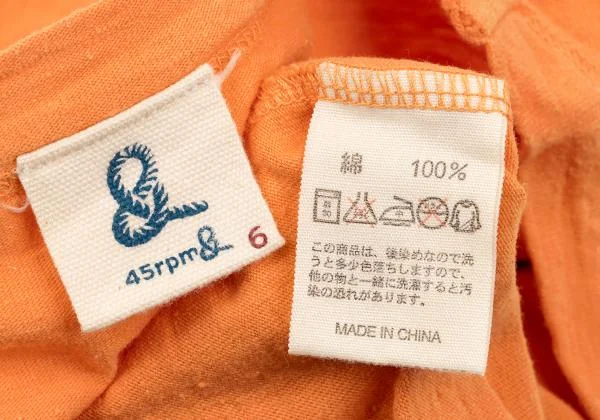 &
45rpm&
6
綿 100%
この商品は、後染めなので洗
うと多少色落ちしますので、
他の物と一緒に洗濯すると汚
染の恐れがあります。
MADE IN CHINA